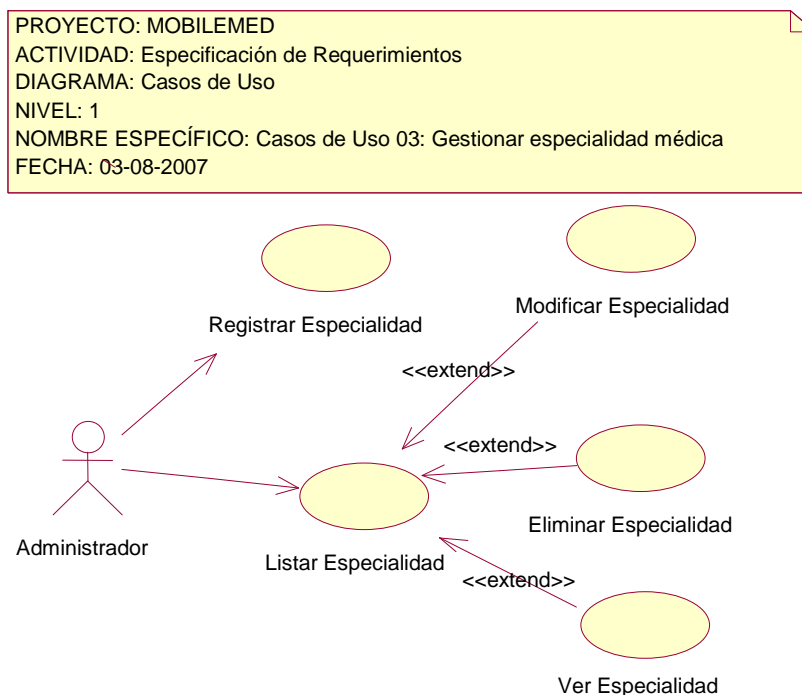 PROYECTO: MOBILEMED
ACTIVIDAD: Especificación de Requerimientos
DIAGRAMA: Casos de Uso
NIVEL: 1
NOMBRE ESPECÍFICO: Casos de Uso 03: Gestionar especialidad médica
FECHA: 03-08-2007
Modificar Especialidad
Registrar Especialidad
<<extend>>
<<extend>>
Eliminar Especialidad
Administrador
Listar Especialidad
<<extend>>
Ver Especialidad